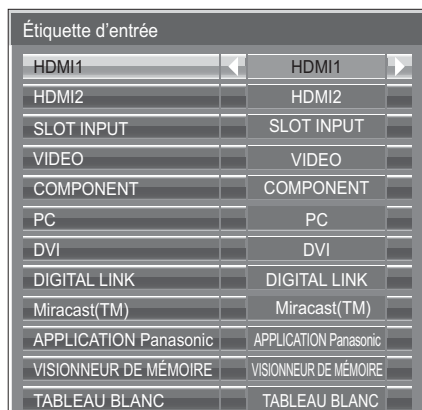 Étiquette d'entrée
HDMI1 HDMI1
HDMI2 HDMI2
SLOT INPUT SLOT INPUT
VIDEO VIDEO
COMPONENT COMPONENT
PC PC
DVI DVI
DIGITAL LINK DIGITAL LINK
Miracast(TM) Miracast(TM)
APPLICATION Panasonic APPLICATION Panasonic
VISIONNEUR DE MÉMOIRE VISIONNEUR DE MÉMOIRE
TABLEAU BLANC TABLEAU BLANC